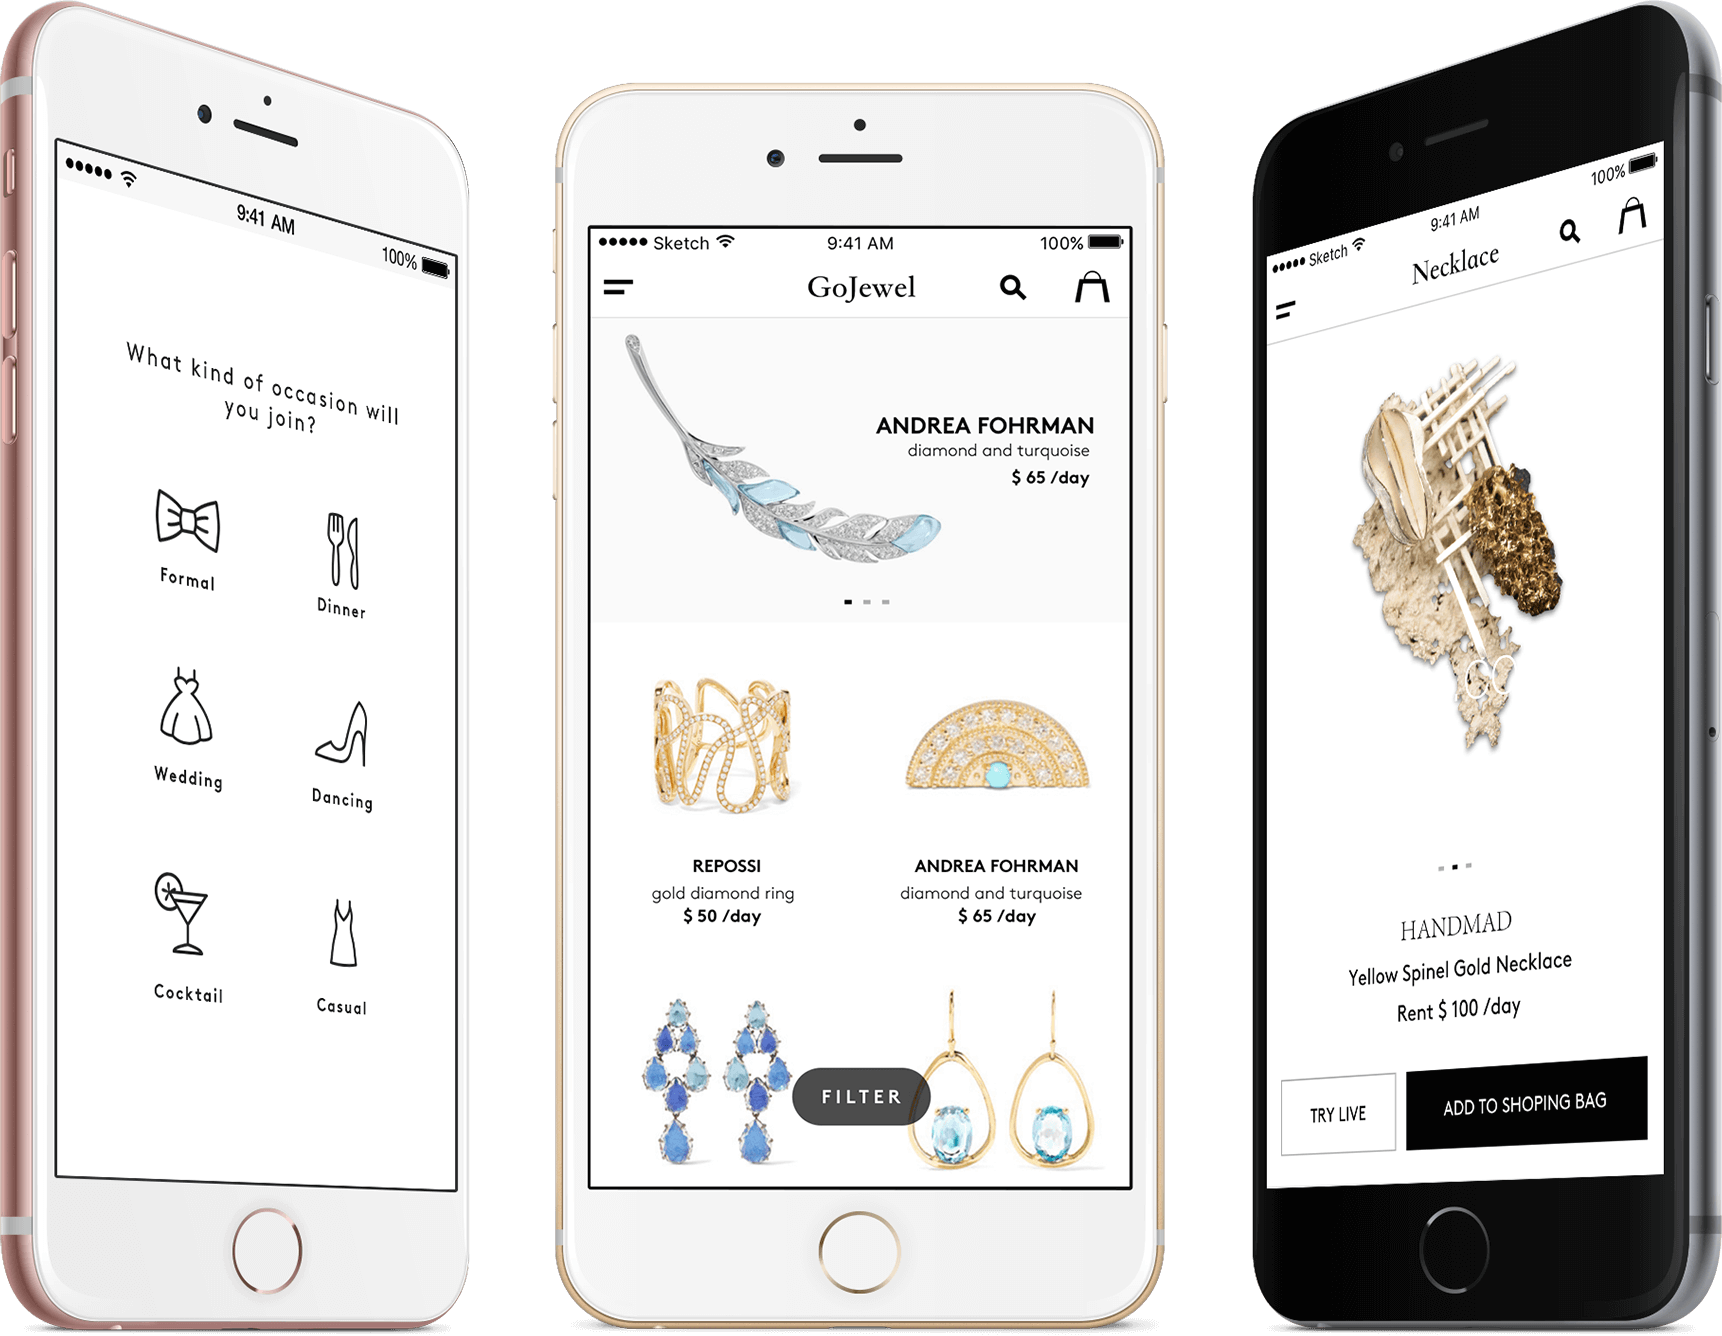 9:41 AM
100%
What kind of occasion will
you join?
Formal
Dinner
Wedding
Dancing
Cocktail
Casual
Sketch
9:41 AM
100%
GoJewel
ANDREA FOHRMAN
diamond and turquoise
$ 65 /day
REPOSSI
gold diamond ring
$ 50 /day
ANDREA FOHRMAN
diamond and turquoise
$ 65 /day
FILTER
Sketch
9:41 AM
100%
Necklace
HANDMAD
Yellow Spinel Gold Necklace
Rent $ 100 /day
TRY LIVE
ADD TO SHOPING BAG